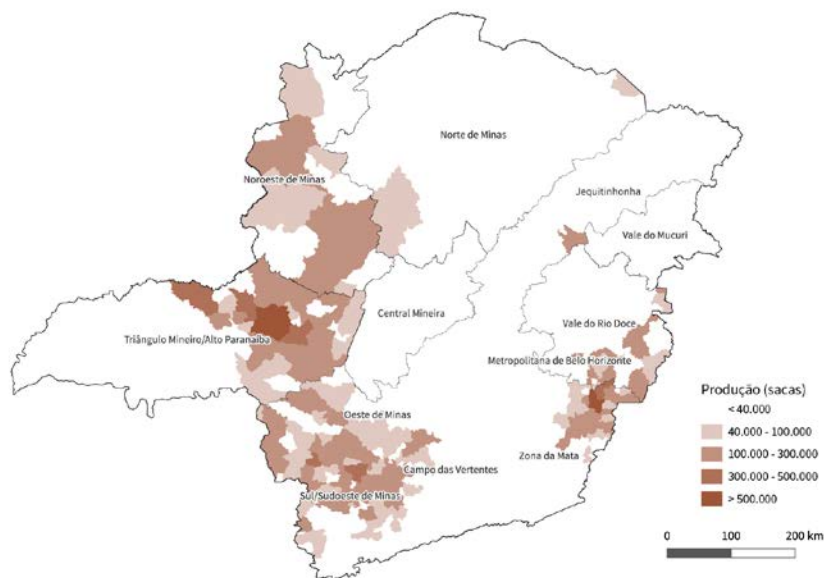 Norte de Minas
Noroeste de Minas
Jequitinhonha
Vale do Mucuri
Central Mineira
Vale do Rio Doce
Triângulo Mineiro/Alto Paranaíba
Metropolitana de Belo Horizonte
Oeste de Minas
Campo das Vertentes
Zona da Mata
Sul/Sudoeste de Minas
Produção (sacas)
< 40.000
40.000 - 100.000
100.000 - 300.000
300.000 - 500.000
> 500.000
0 100 200 km